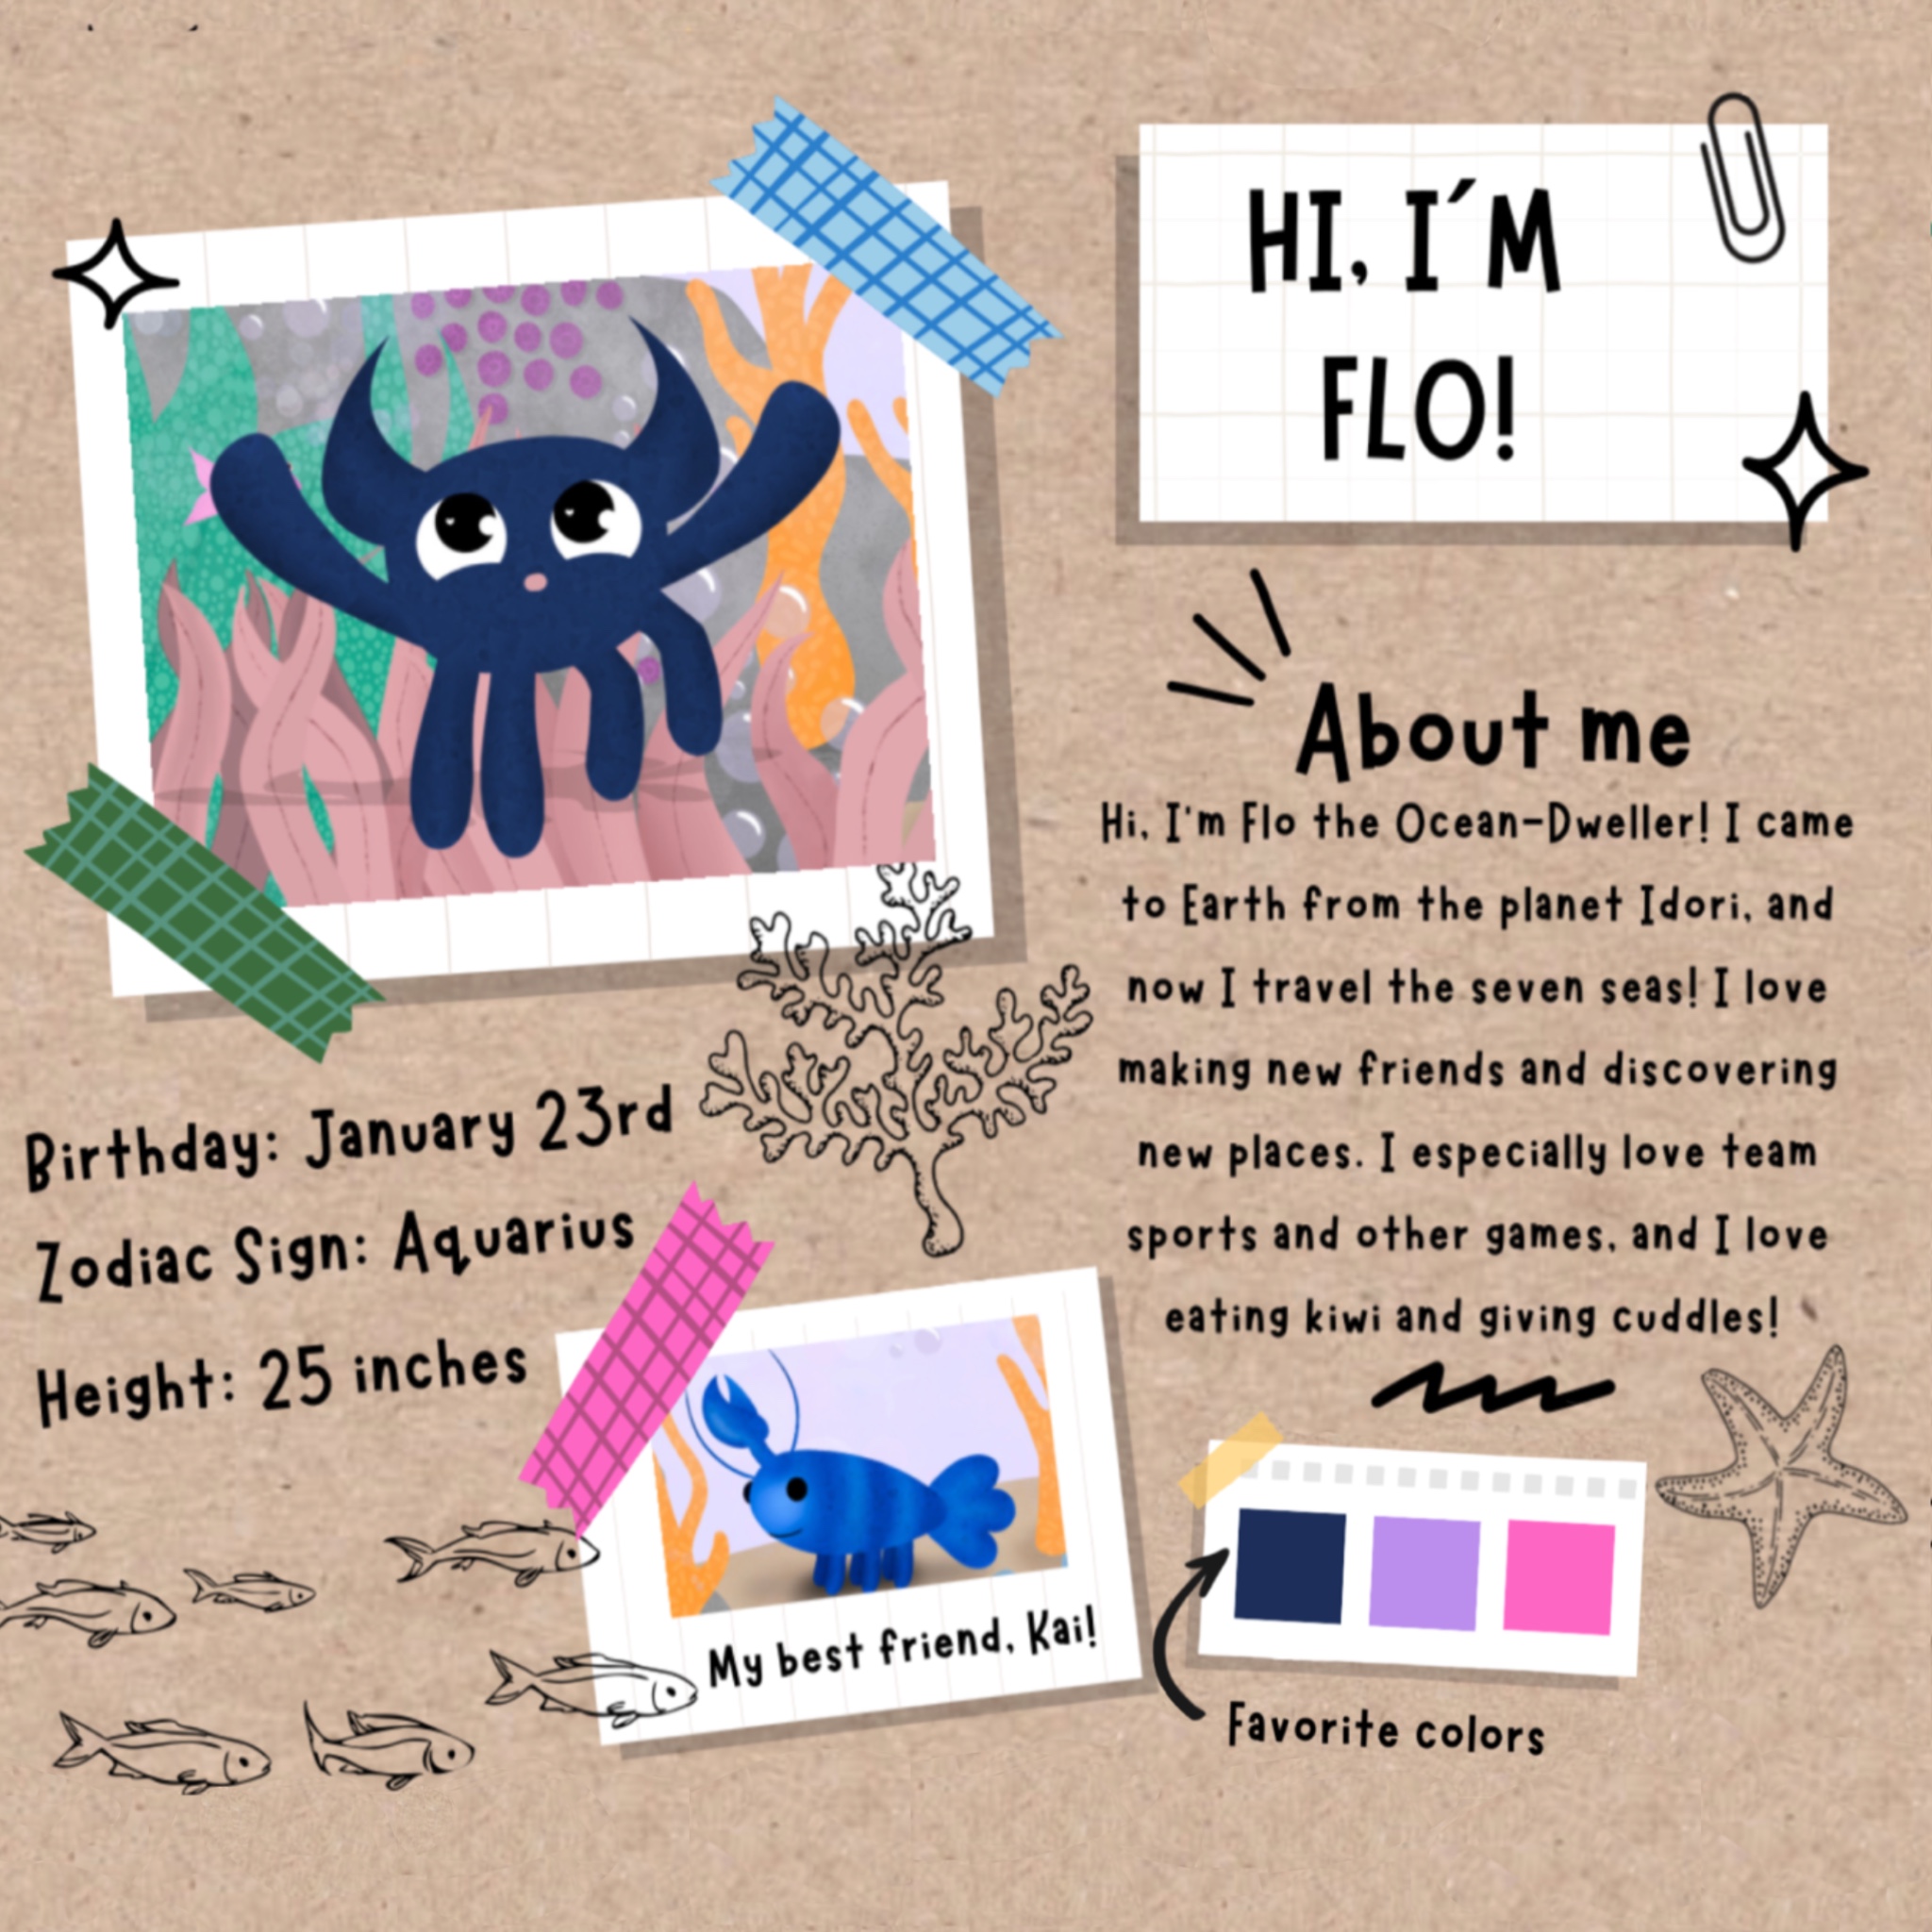 HI, I´M
FLO!
About me
Hi, I'm Flo the Ocean-Dweller! I came
to Earth from the planet Idori, and
now I travel the seven seas! I love
making new friends and discovering
new places. I especially love team
sports and other games, and I love
eating kiwi and giving cuddles!
Birthday: January 23rd
Zodiac Sign: Aquarius
Height: 25 inches
My best friend, Kai!
Favorite colors